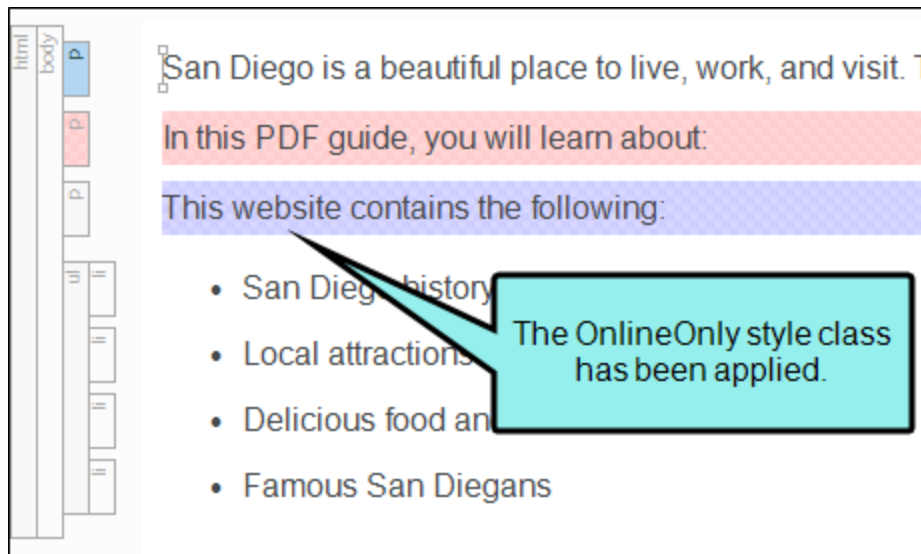 html
body
p
San Diego is a beautiful place to live, work, and visit.
p
In this PDF guide, you will learn about:
p
This website contains the following:
ul
li
• San Diego history
li
• Local attractions
li
• Delicious food an
li
• Famous San Diegans
The OnlineOnly style class
has been applied.